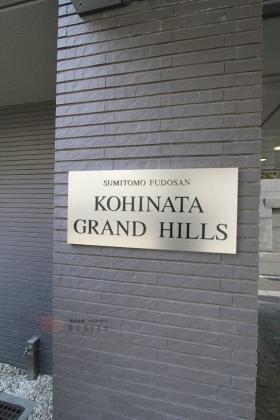 SUMITOMO FUDOSAN
KOHINATA
GRAND HILLS